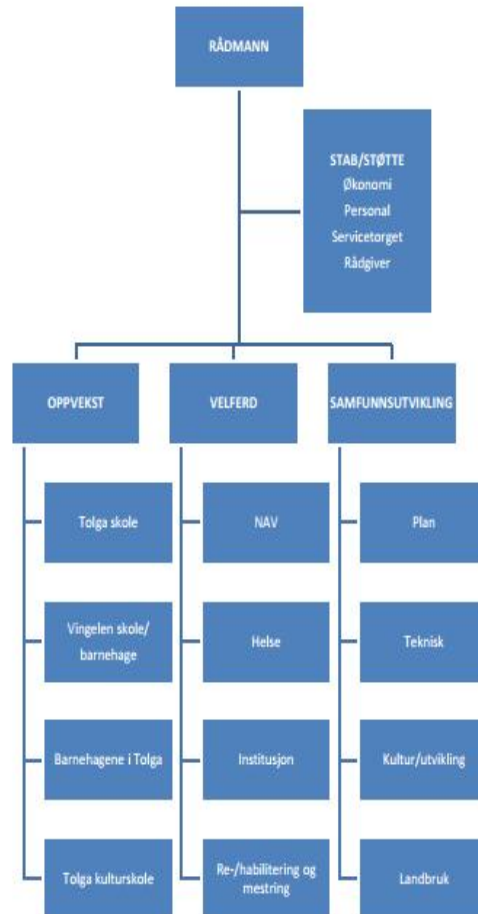 RÅDMANN
STAB/STØTTE
Økonomi
Personal
Servicetorget
Rådgiver
OPPVEKST
VELFERD
SAMFUNNSUTVIKLING
Tolga skole
NAV
Plan
Vingelen skole/
barnehage
Helse
Teknisk
Barnehagene i Tolga
Institusjon
Kultur/utvikling
Tolga kulturskole
Re-/habilitering og
mestring
Landbruk